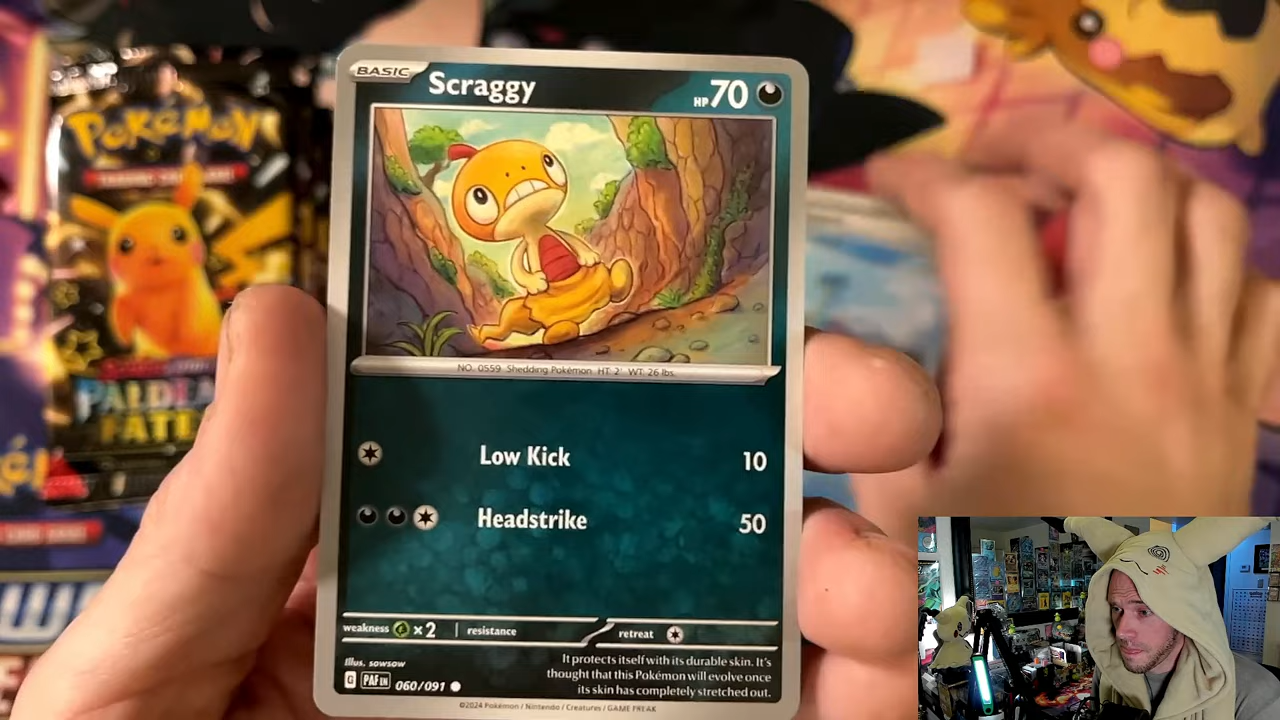 BASIC
Scraggy
HP 70
NO. 0559 Shedding Pokémon HT: 2' WT: 26 lbs.
Low Kick 10
Headstrike 50
weakness ×2 resistance
retreat
It protects itself with its durable skin. It's
thought that this Pokémon will evolve once
its skin has completely stretched out.
Illus. sowsow
G PAF EN 060/091
©2024 Pokémon / Nintendo / Creatures / GAME FREAK
POKÉMON
PALDEA
FAT